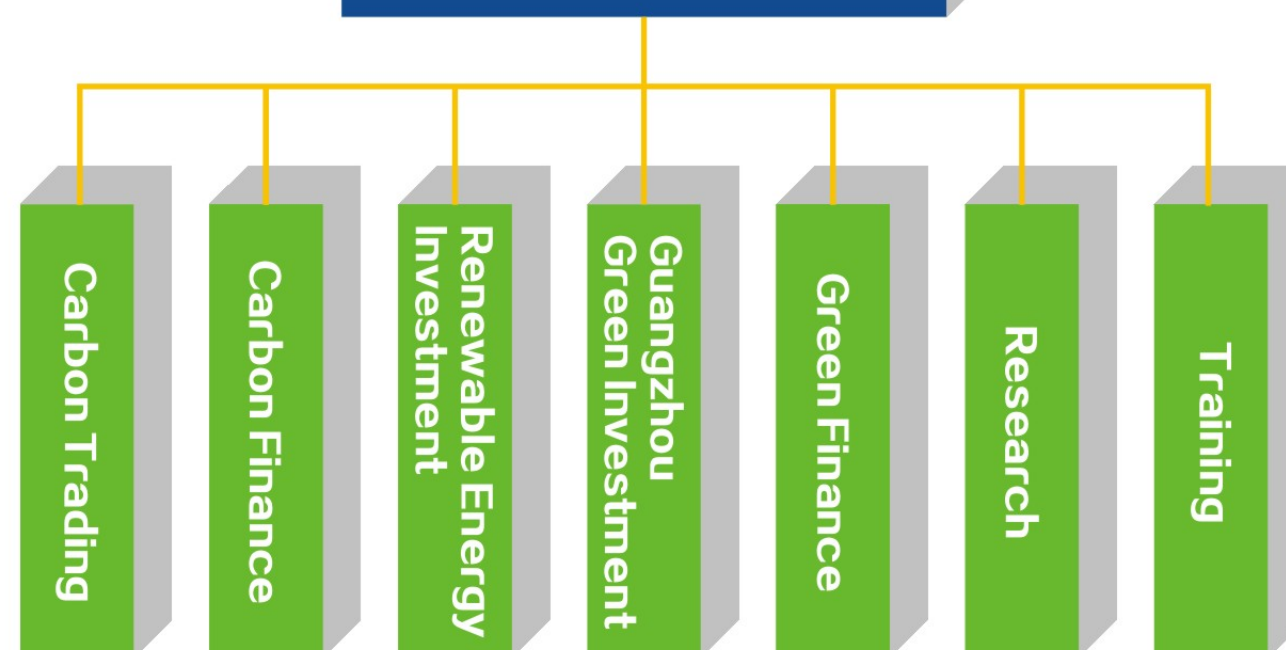 Carbon Trading
Carbon Finance
Renewable Energy
Investment
Guangzhou
Green Investment
Green Finance
Research
Training